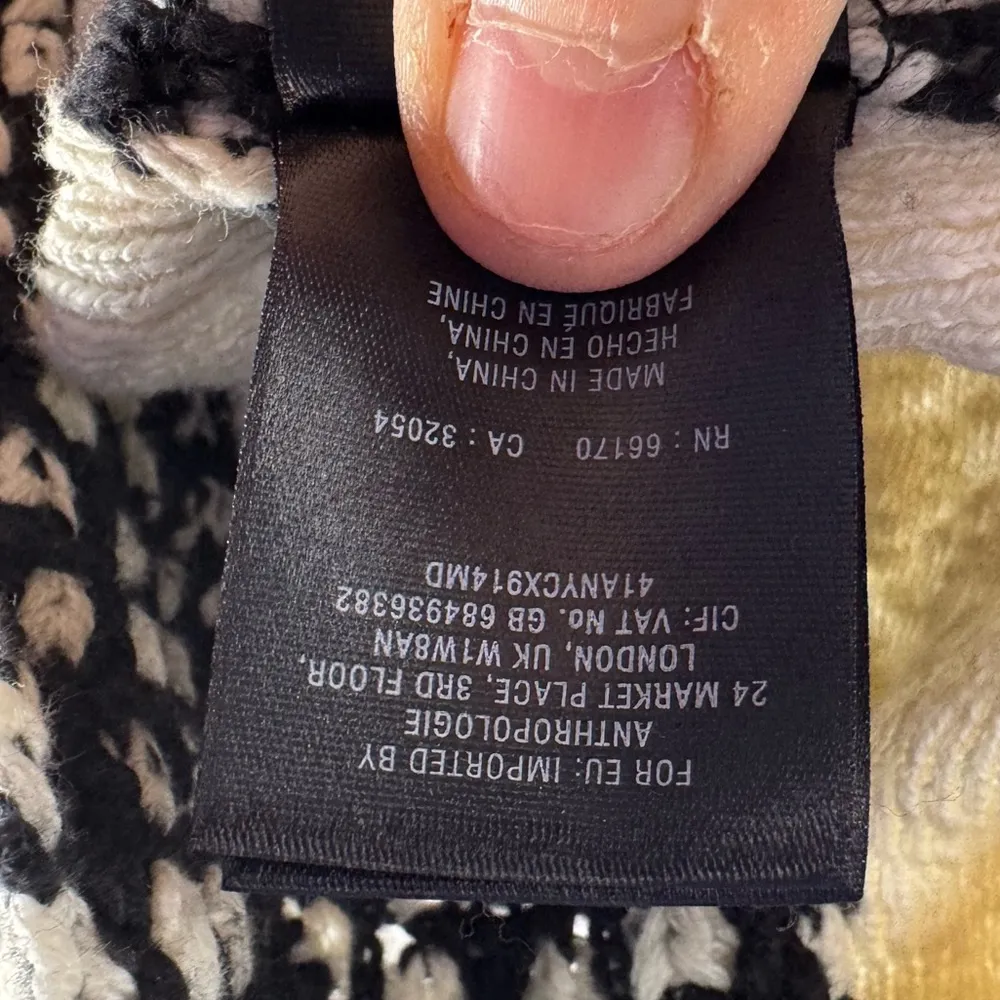 FOR EU: IMPORTED BY
ANTHROPOLOGIE
24 MARKET PLACE, 3RD FLOOR,
LONDON, UK W1W8AN
CIF: VAT No. GB 684936382
41ANYCX914MD
RN : 66170 CA : 32054
MADE IN CHINA,
HECHO EN CHINA,
FABRIQUÉ EN CHINE